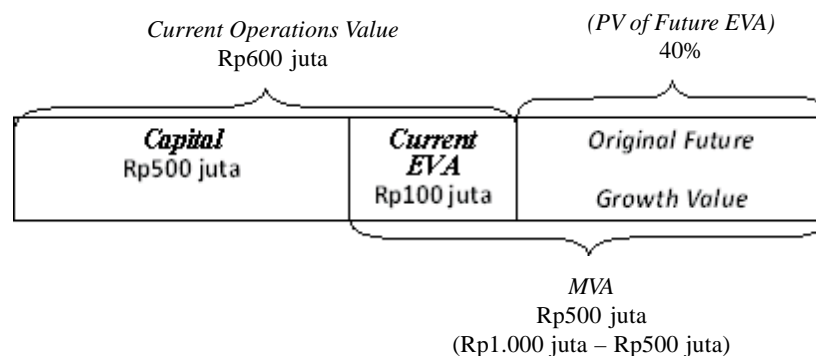 Current Operations Value
Rp600 juta
(PV of Future EVA)
40%
Capital
Rp500 juta
Current
EVA
Rp100 juta
Original Future
Growth Value
MVA
Rp500 juta
(Rp1.000 juta – Rp500 juta)